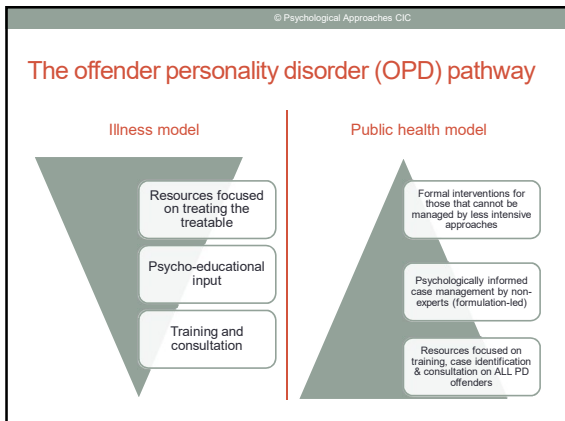 © Psychological Approaches CIC
The offender personality disorder (OPD) pathway
Illness model
Resources focused
on treating the
treatable
Psycho-educational
input
Training and
consultation
Public health model
Formal interventions for
those that cannot be
managed by less intensive
approaches
Psychologically informed
case management by non-
experts (formulation-led)
Resources focused on
training, case identification
& consultation on ALL PD
offenders